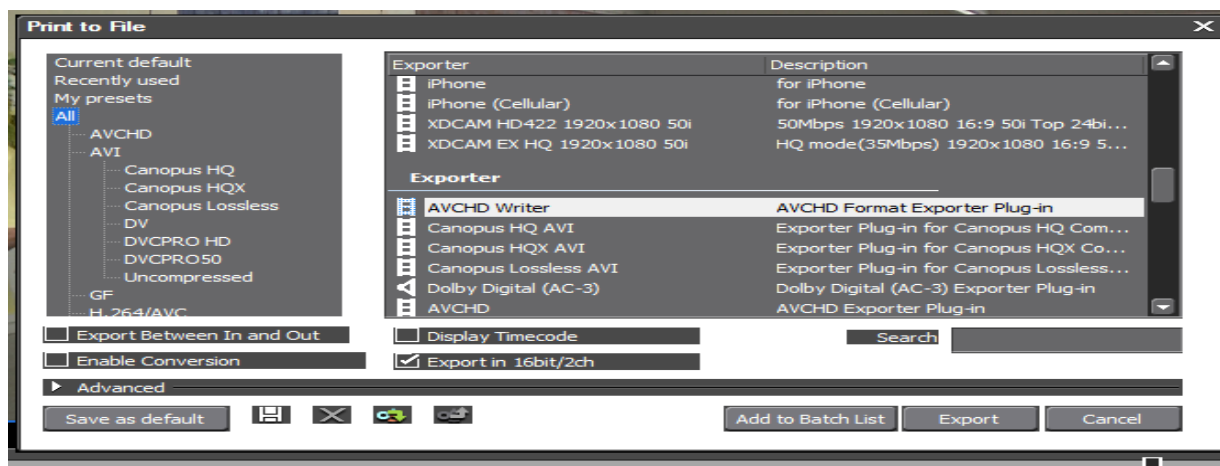 Print to File
Current default
Recently used
My presets
All
AVCHD
AVI
Canopus HQ
Canopus HQX
Canopus Lossless
DV
DVCPRO HD
DVCPRO50
Uncompressed
GF
H.264/AVC
Exporter Description
iPhone for iPhone
iPhone (Cellular) for iPhone (Cellular)
XDCAM HD422 1920x1080 50i 50Mbps 1920x1080 16:9 50i Top 24bi...
XDCAM EX HQ 1920x1080 50i HQ mode(35Mbps) 1920x1080 16:9 5...
Exporter
AVCHD Writer AVCHD Format Exporter Plug-in
Canopus HQ AVI Exporter Plug-in for Canopus HQ Com...
Canopus HQX AVI Exporter Plug-in for Canopus HQX Co...
Canopus Lossless AVI Exporter Plug-in for Canopus Lossless...
Dolby Digital (AC-3) Dolby Digital (AC-3) Exporter Plug-in
AVCHD AVCHD Exporter Plug-in
Export Between In and Out Display Timecode Search
Enable Conversion Export in 16bit/2ch
Advanced
Save as default Add to Batch List Export Cancel